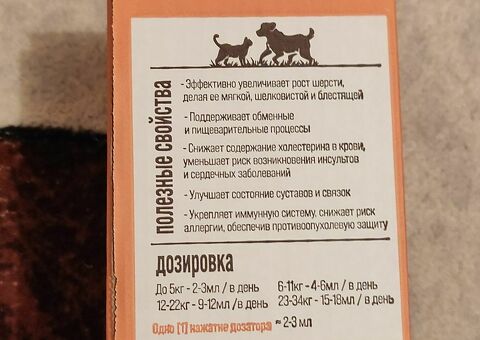 ПОЛЕЗНЫЕ СВОЙСТВА
- Эффективно увеличивает рост шерсти,
делая ее мягкой, шелковистой и блестящей
- Поддерживает обменные
и пищеварительные процессы
- Снижает содержание холестерина в крови,
уменьшает риск возникновения инсультов
и сердечных заболеваний
- Улучшает состояние суставов и связок
- Укрепляет иммунную систему, снижает риск
аллергии, обеспечив противоопухолевую защиту
ДОЗИРОВКА
До 5кг - 2-3мл / в день 6-11кг - 4-6мл / в день
12-22кг - 9-12мл / в день 23-34кг - 15-18мл / в день
Одно [1] нажатие дозатора ≈ 2-3 мл